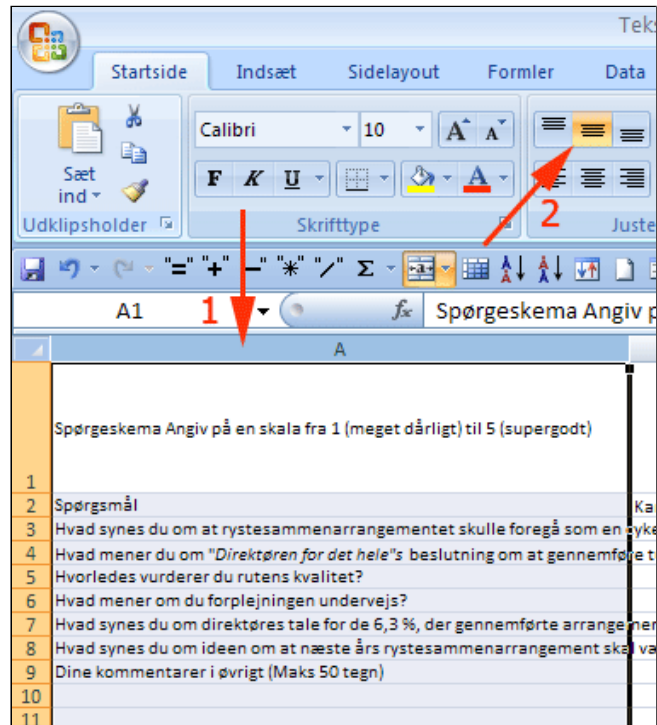 Teks
Startside Indsæt Sidelayout Formler Data
Calibri 10 A A
Sæt
ind
F K U A
2
Udklipsholder Skrifttype Juste
"=" "+" "-" "*" "/" Σ a
A1 1 fx Spørgeskema Angiv p
A
1 Spørgeskema Angiv på en skala fra 1 (meget dårligt) til 5 (supergodt)
2 Spørgsmål Ka
3 Hvad synes du om at rystesammenarrangementet skulle foregå som en cyke
4 Hvad mener du om "Direktøren for det hele"s beslutning om at gennemføre t
5 Hvorledes vurderer du rutens kvalitet?
6 Hvad mener om du forplejningen undervejs?
7 Hvad synes du om direktøres tale for de 6,3 %, der gennemførte arrangemen
8 Hvad synes du om ideen om at næste års rystesammenarrangement skal væ
9 Dine kommentarer i øvrigt (Maks 50 tegn)
10
11